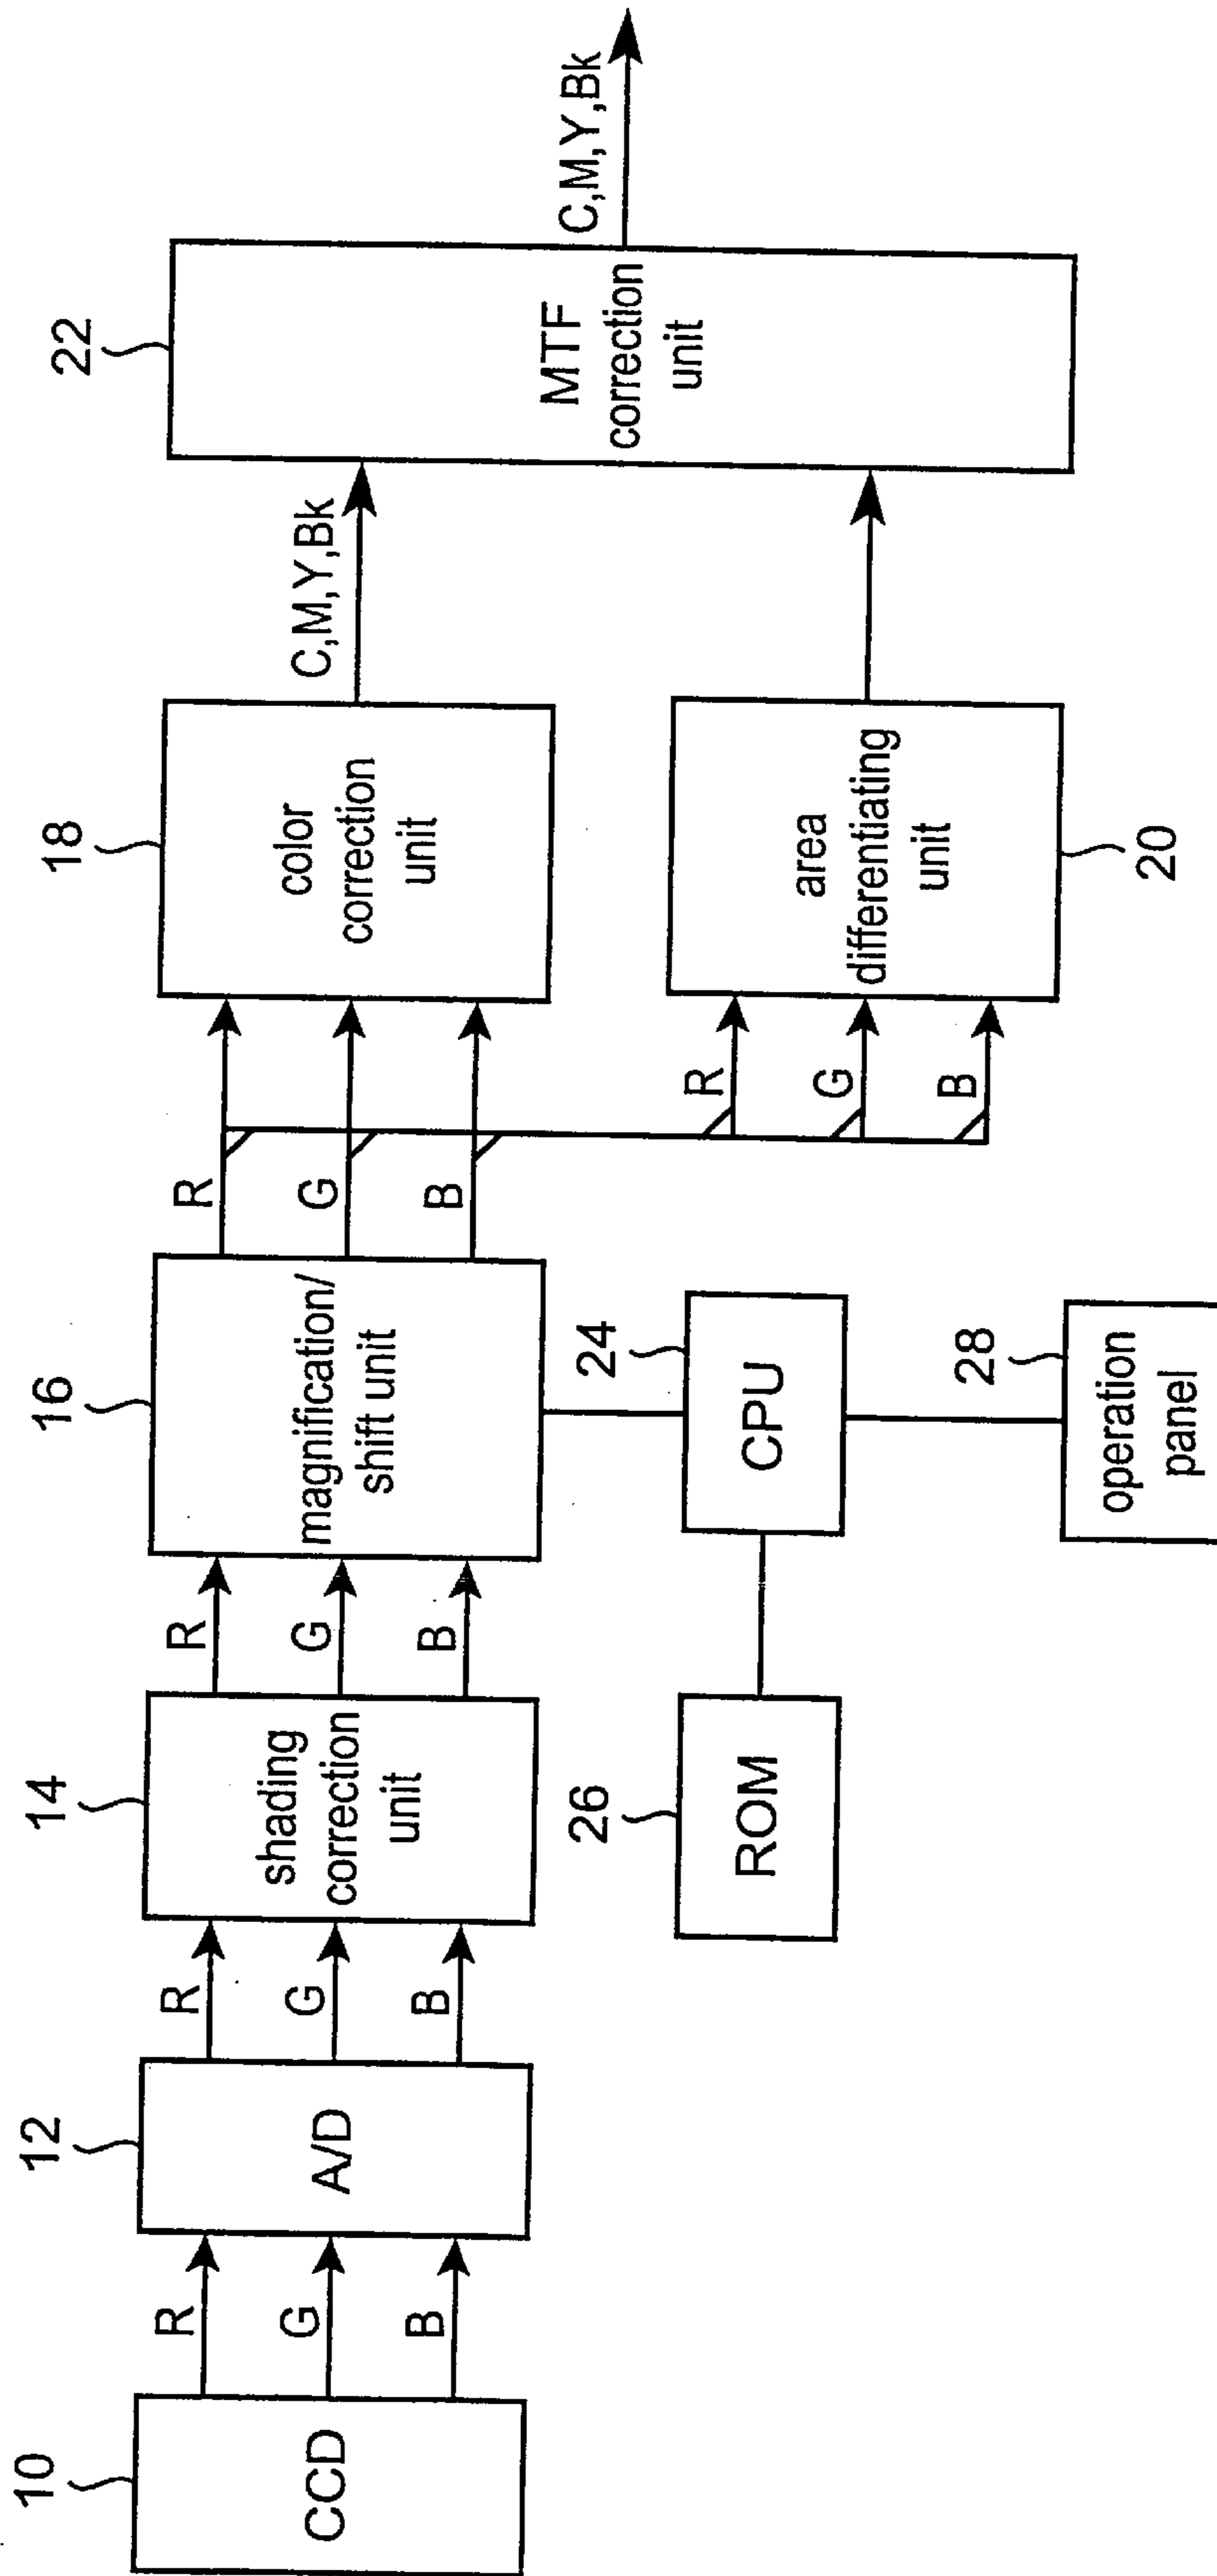 10
CCD
R
G
B
12
A/D
R
G
B
14
shading
correction
unit
R
G
B
16
magnification/
shift unit
R
G
B
18
color
correction
unit
C,M,Y,Bk
R
G
B
area
differentiating
unit
20
22
MTF
correction
unit
C,M,Y,Bk
24
CPU
26
ROM
28
operation
panel